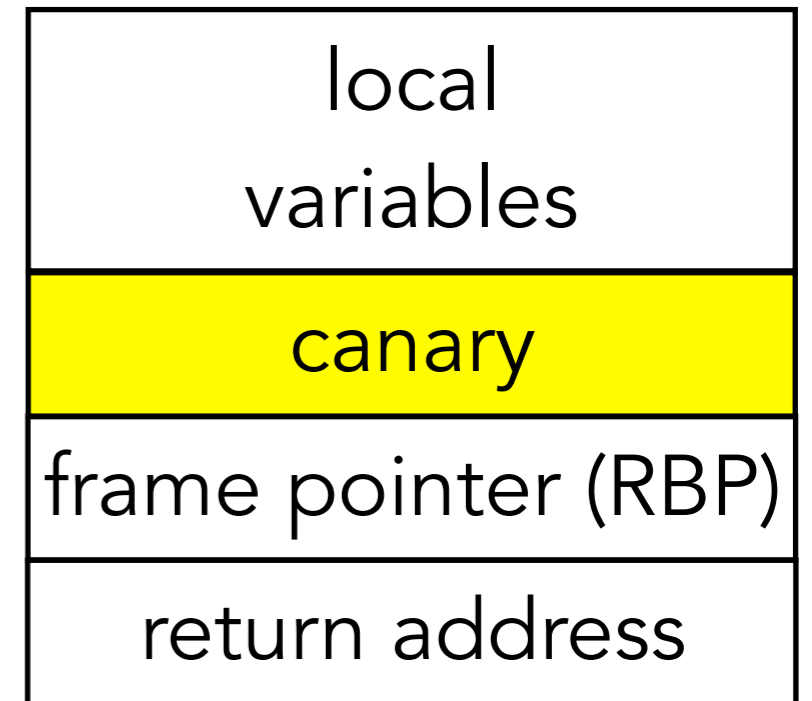 local
variables
canary
frame pointer (RBP)
return address